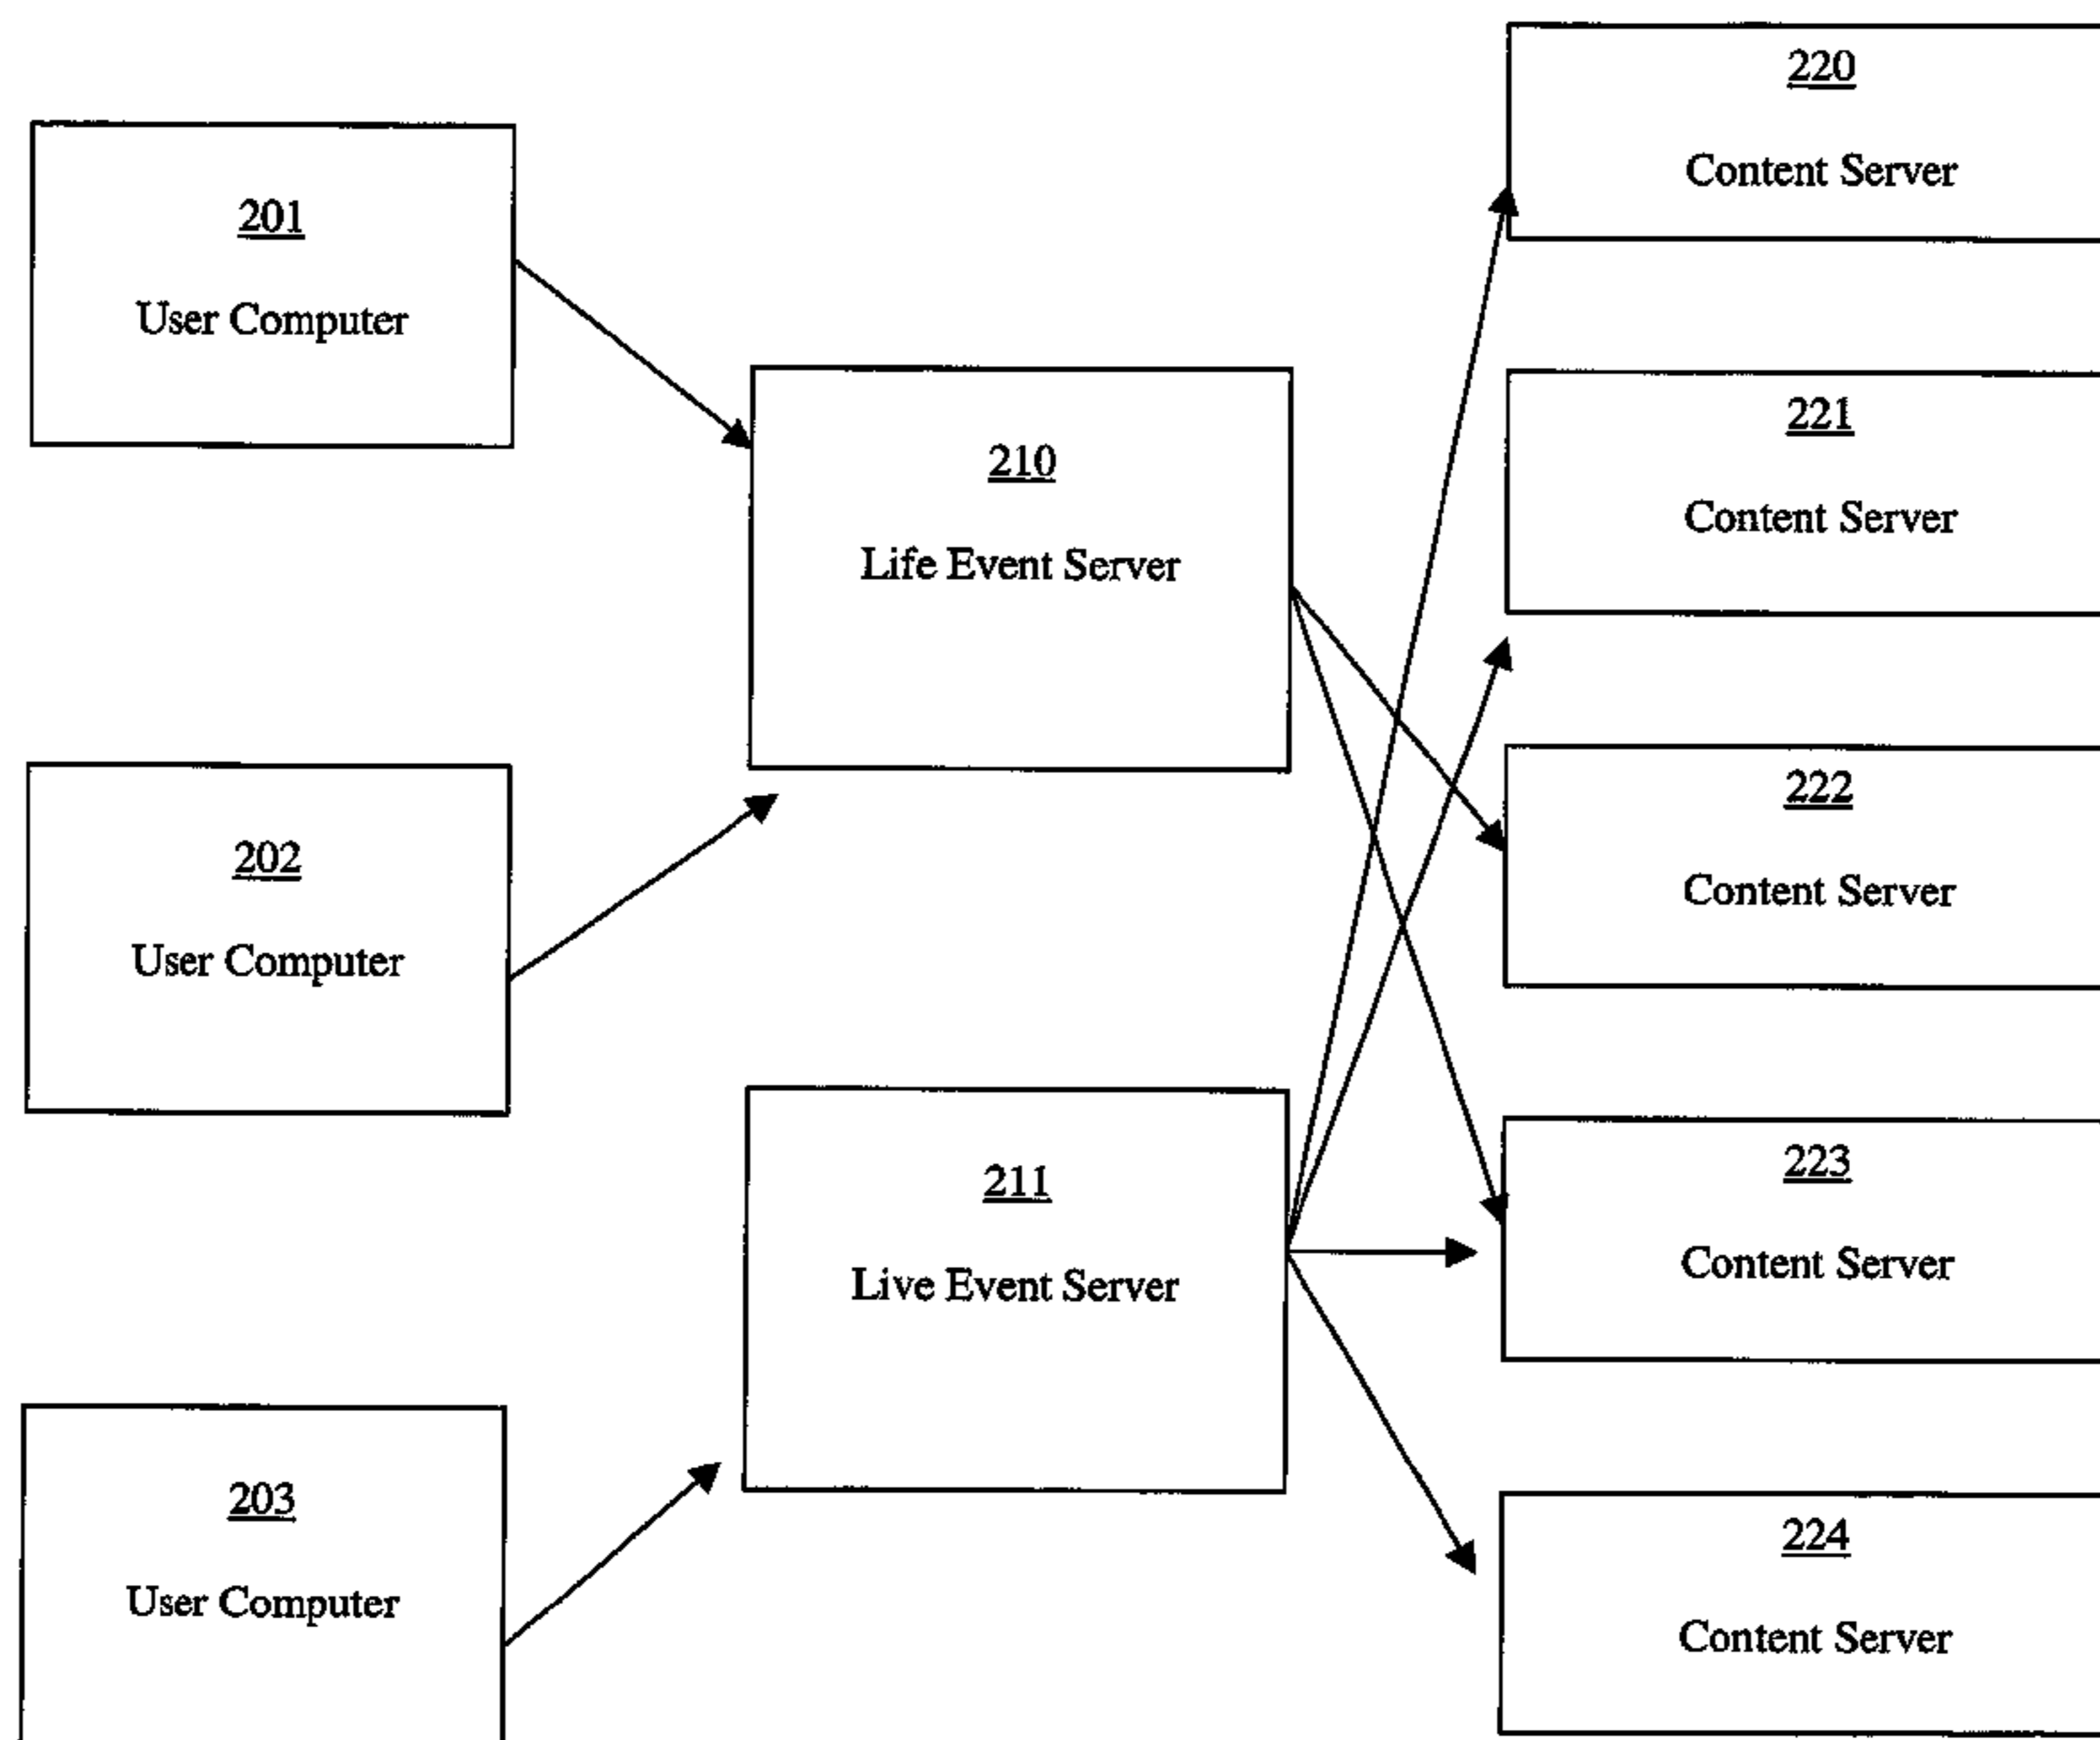 201
User Computer
202
User Computer
203
User Computer
210
Life Event Server
211
Live Event Server
220
Content Server
221
Content Server
222
Content Server
223
Content Server
224
Content Server